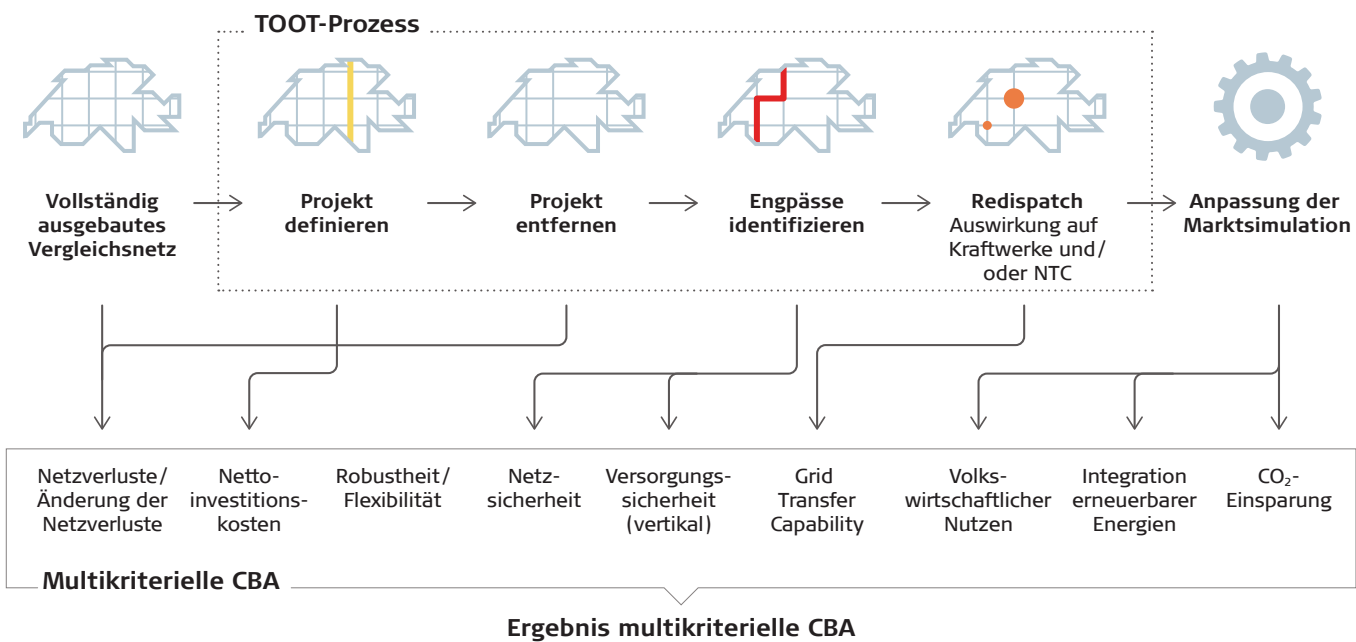 TOOT-Prozess
Vollständig
ausgebautes
Vergleichsnetz
Projekt
definieren
Projekt
entfernen
Engpässe
identifizieren
Redispatch
Auswirkung auf
Kraftwerke und/
oder NTC
Anpassung der
Marktsimulation
Netzverluste/
Änderung der
Netzverluste
Netto-
investitions-
kosten
Robustheit/
Flexibilität
Netz-
sicherheit
Versorgungs-
sicherheit
(vertikal)
Grid
Transfer
Capability
Volks-
wirtschaftlicher
Nutzen
Integration
erneuerbarer
Energien
CO₂-
Einsparung
Multikriterielle CBA
Ergebnis multikriterielle CBA